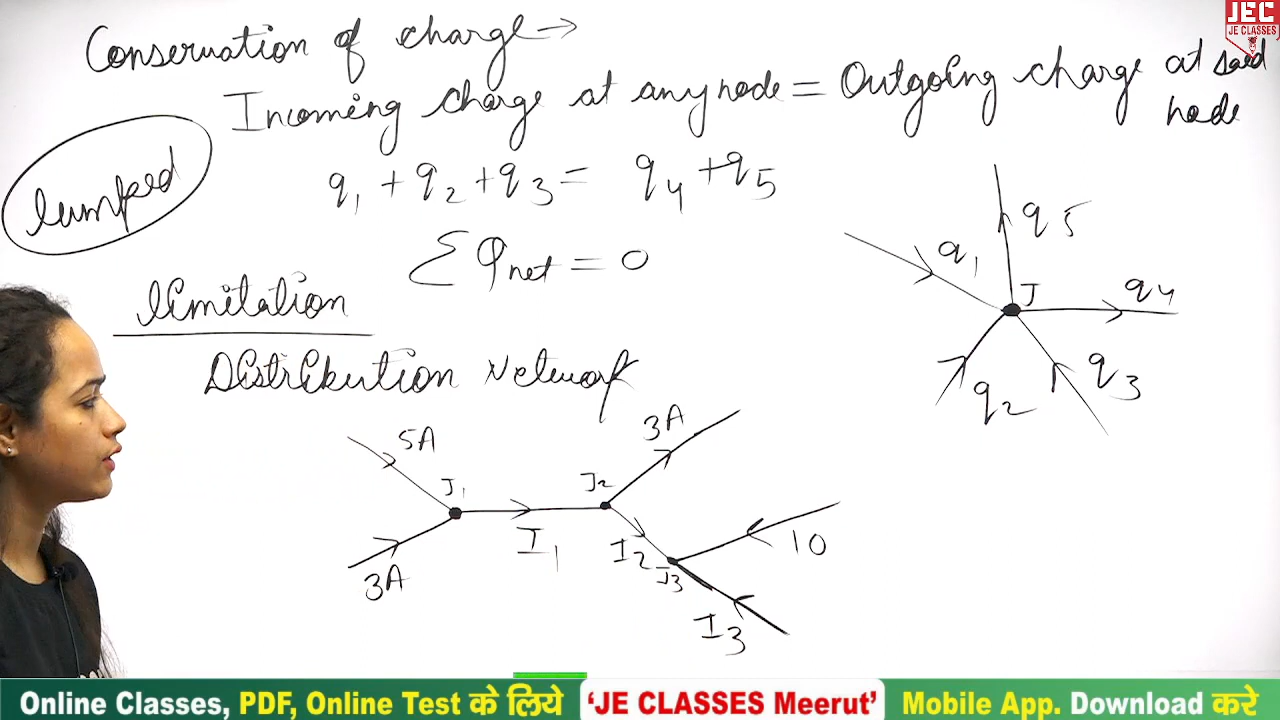 JEC
JE CLASSES
Conservation of charge →
Incoming charge at any node = Outgoing charge at said node
lumped
q1 + q2 + q3 = q4 + q5
Σ φnet = 0
limitation
Distribution Network
q1
q5
J
q4
q2
q3
5A
3A
J1
I1
J2
3A
I2
J3
10
I3
Online Classes, PDF, Online Test के लिये 'JE CLASSES Meerut' Mobile App. Download करे